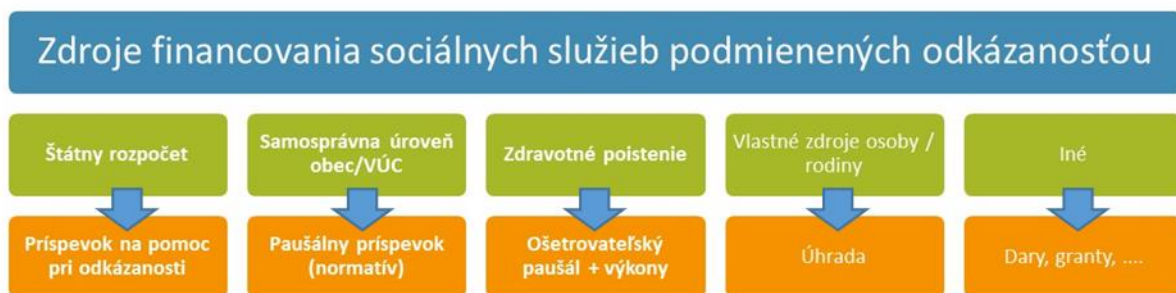 Zdroje financovania sociálnych služieb podmienených odkázanosťou
Štátny rozpočet
Samosprávna úroveň
obec/VÚC
Zdravotné poistenie
Vlastné zdroje osoby /
rodiny
Iné
Príspevok na pomoc
pri odkázanosti
Paušálny príspevok
(normatív)
Ošetrovateľský
paušál + výkony
Úhrada
Dary, granty, ....